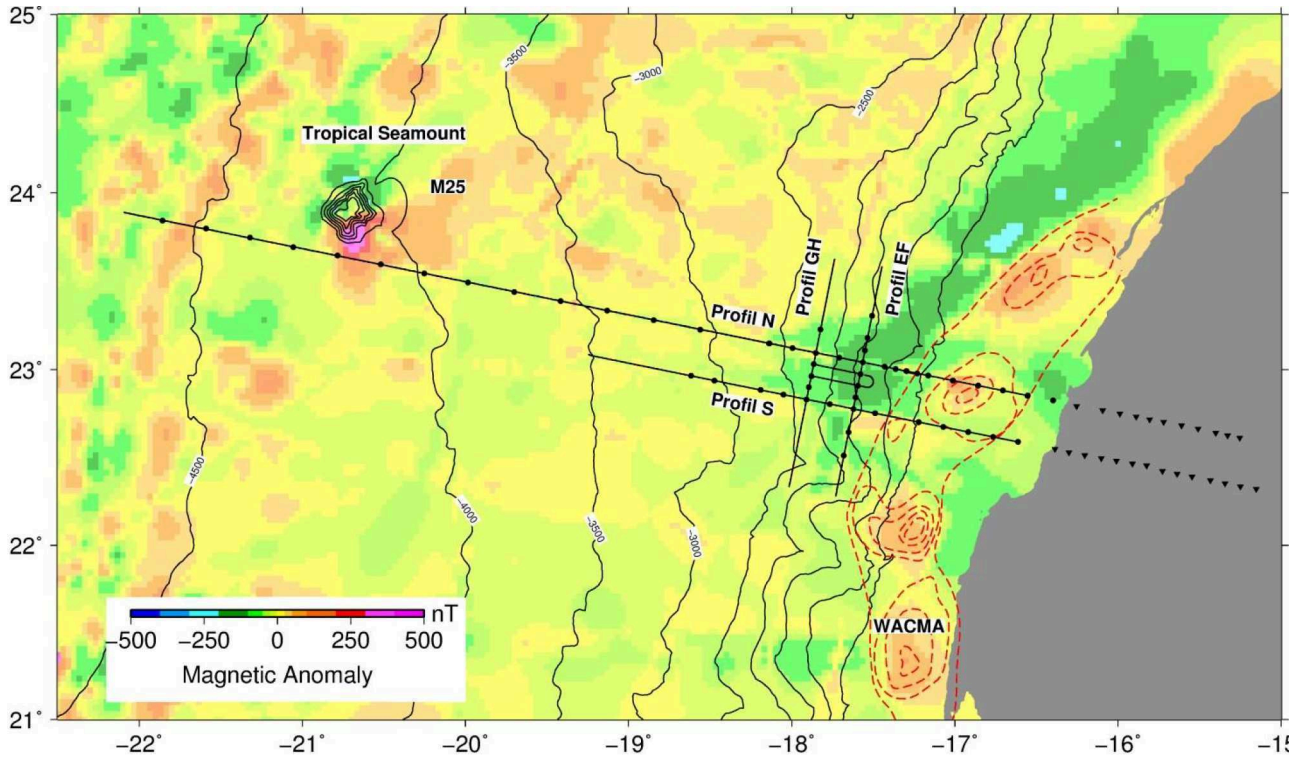 25°
24°
23°
22°
21°
−22°
−21°
−20°
−19°
−18°
−17°
−16°
−15
−3500
−3000
−2500
Tropical Seamount
M25
Profil GH
Profil EF
Profil N
Profil S
−4500
−4000
−3500
−3000
WACMA
nT
−500
−250
0
250
500
Magnetic Anomaly